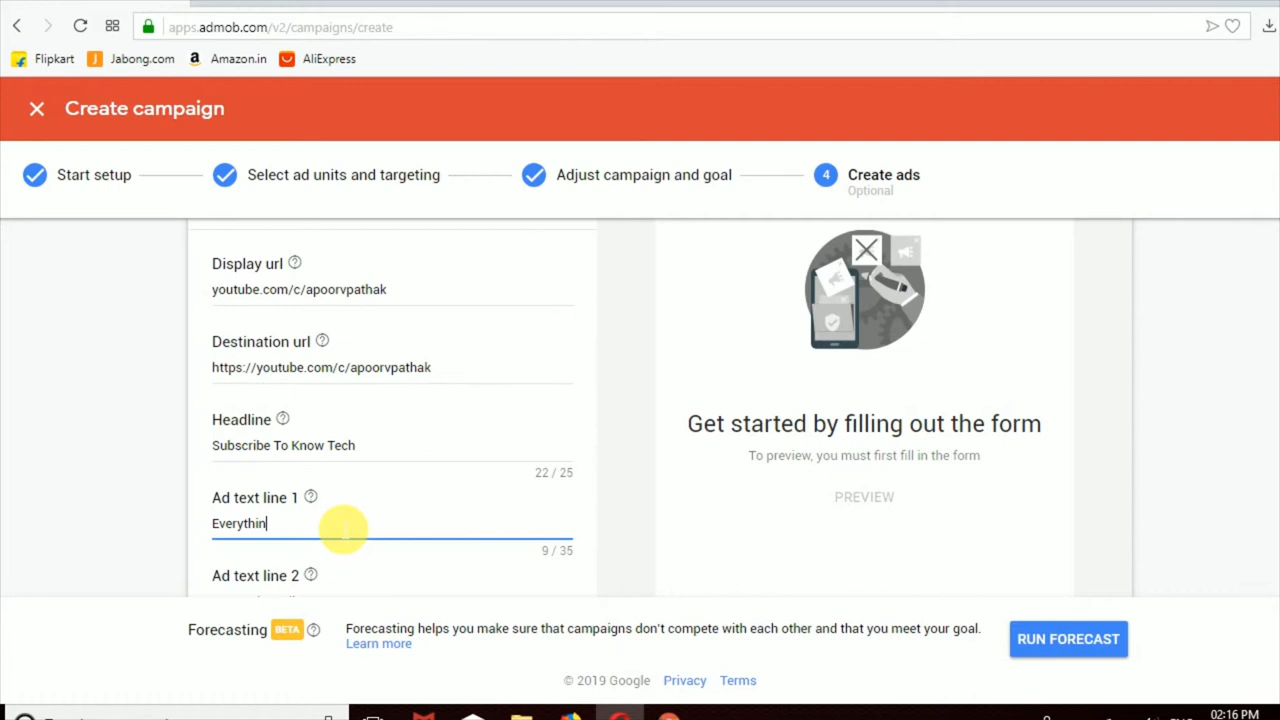 apps.admob.com/v2/campaigns/create
Flipkart Jabong.com Amazon.in AliExpress
Create campaign
Start setup Select ad units and targeting Adjust campaign and goal 4 Create ads
Optional
Display url
youtube.com/c/apoorvpathak
Destination url
https://youtube.com/c/apoorvpathak
Headline
Subscribe To Know Tech
22 / 25
Ad text line 1
Everythin
9 / 35
Ad text line 2
Get started by filling out the form
To preview, you must first fill in the form
PREVIEW
Forecasting BETA
Forecasting helps you make sure that campaigns don't compete with each other and that you meet your goal.
Learn more
RUN FORECAST
© 2019 Google Privacy Terms
02:16 PM